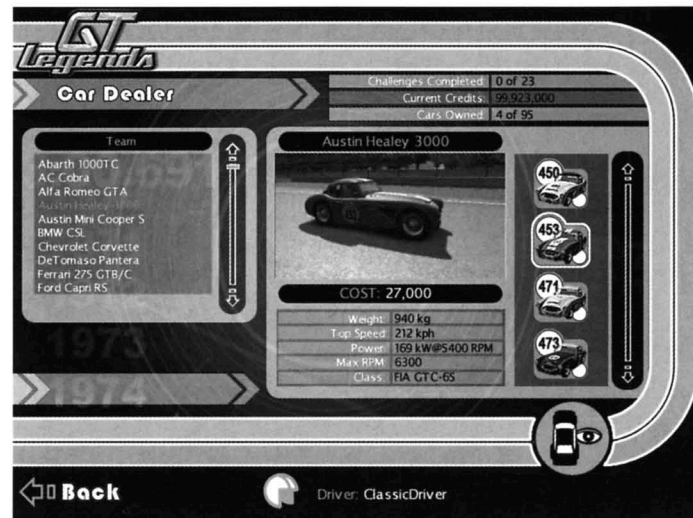 GT
Legends
Car Dealer
Challenges Completed: 0 of 23
Current Credits: 99,923,000
Cars Owned: 4 of 95
Team
Abarth 1000TC
AC Cobra
Alfa Romeo GTA
Austin Healey 3000
Austin Mini Cooper S
BMW CSL
Chevrolet Corvette
DeTomaso Pantera
Ferrari 275 GTB/C
Ford Capri RS
1974
Austin Healey 3000
COST: 27,000
Weight: 940 kg
Top Speed: 212 kph
Power: 169 kW@5400 RPM
Max RPM: 6300
Class: FIA GTC-65
450
453
471
473
Back
Driver: ClassicDriver